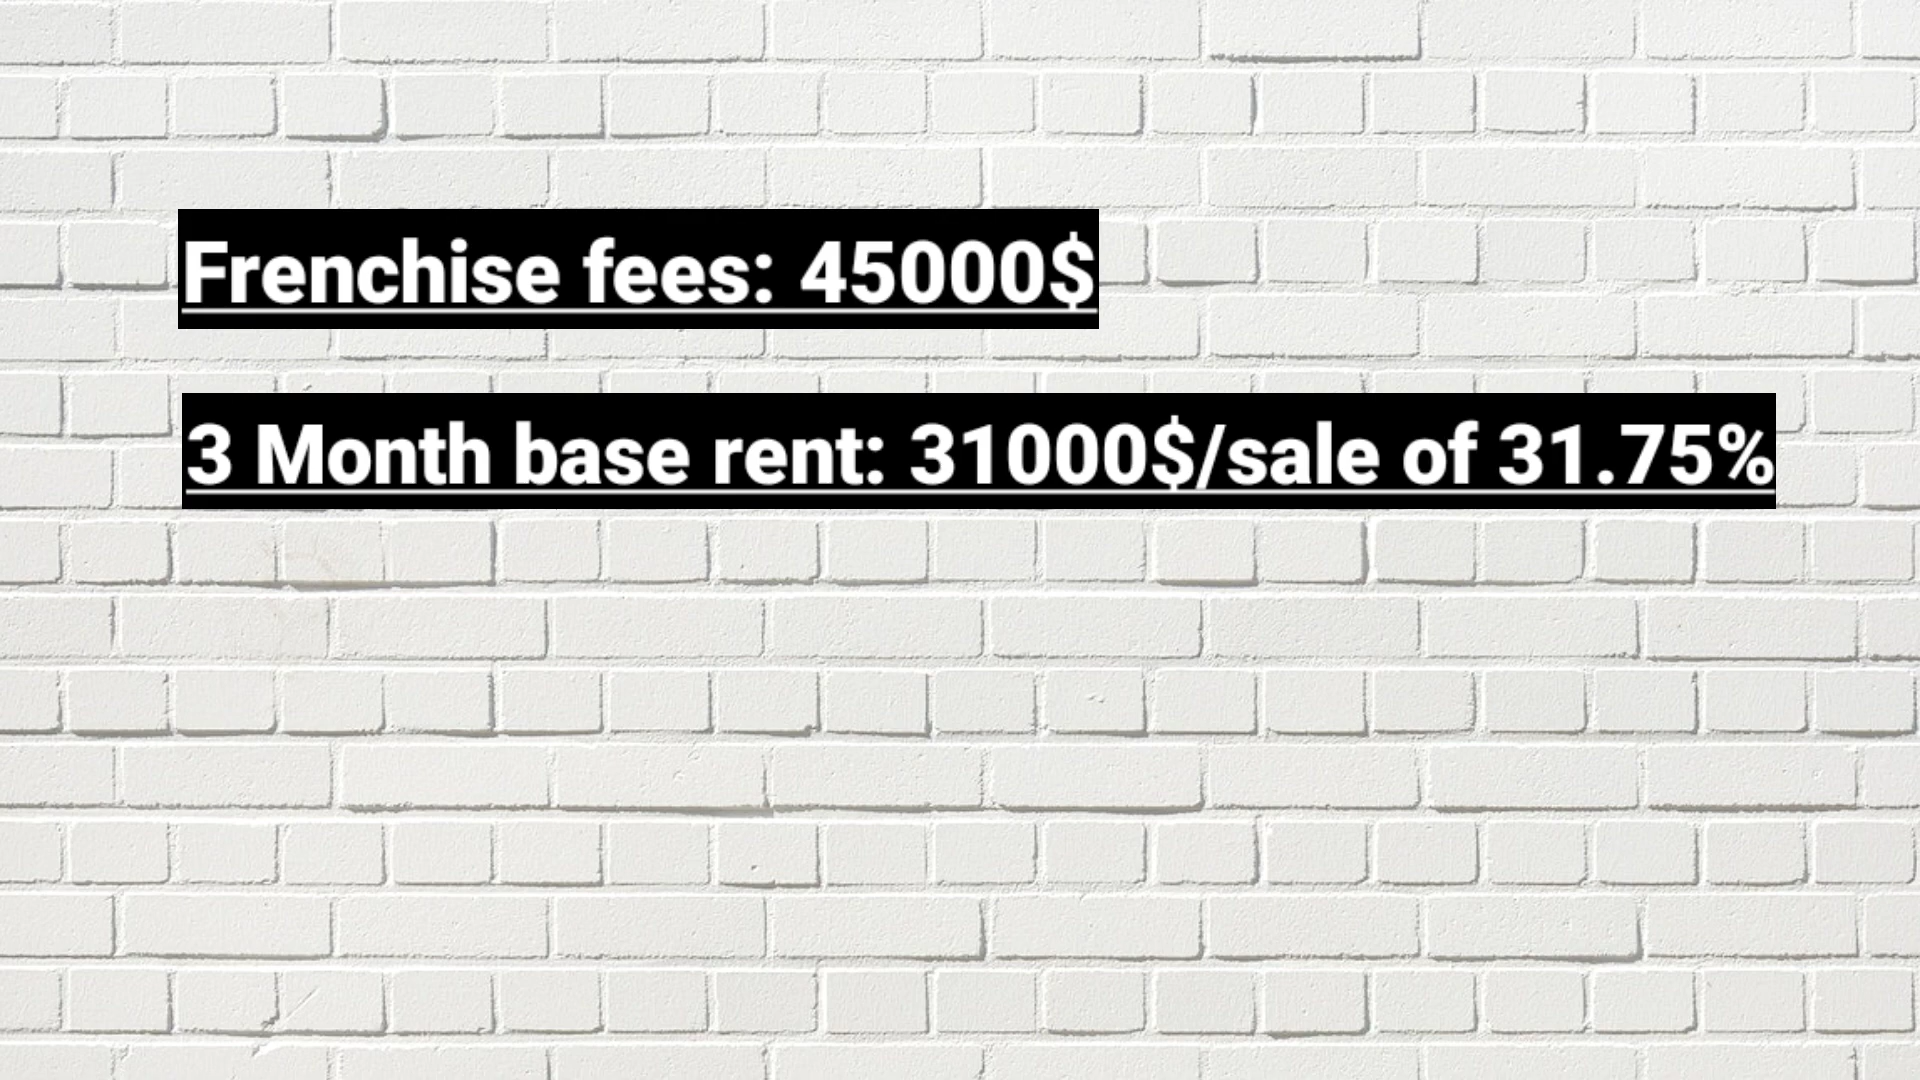 Frenchise fees: 45000$
3 Month base rent: 31000$/sale of 31.75%